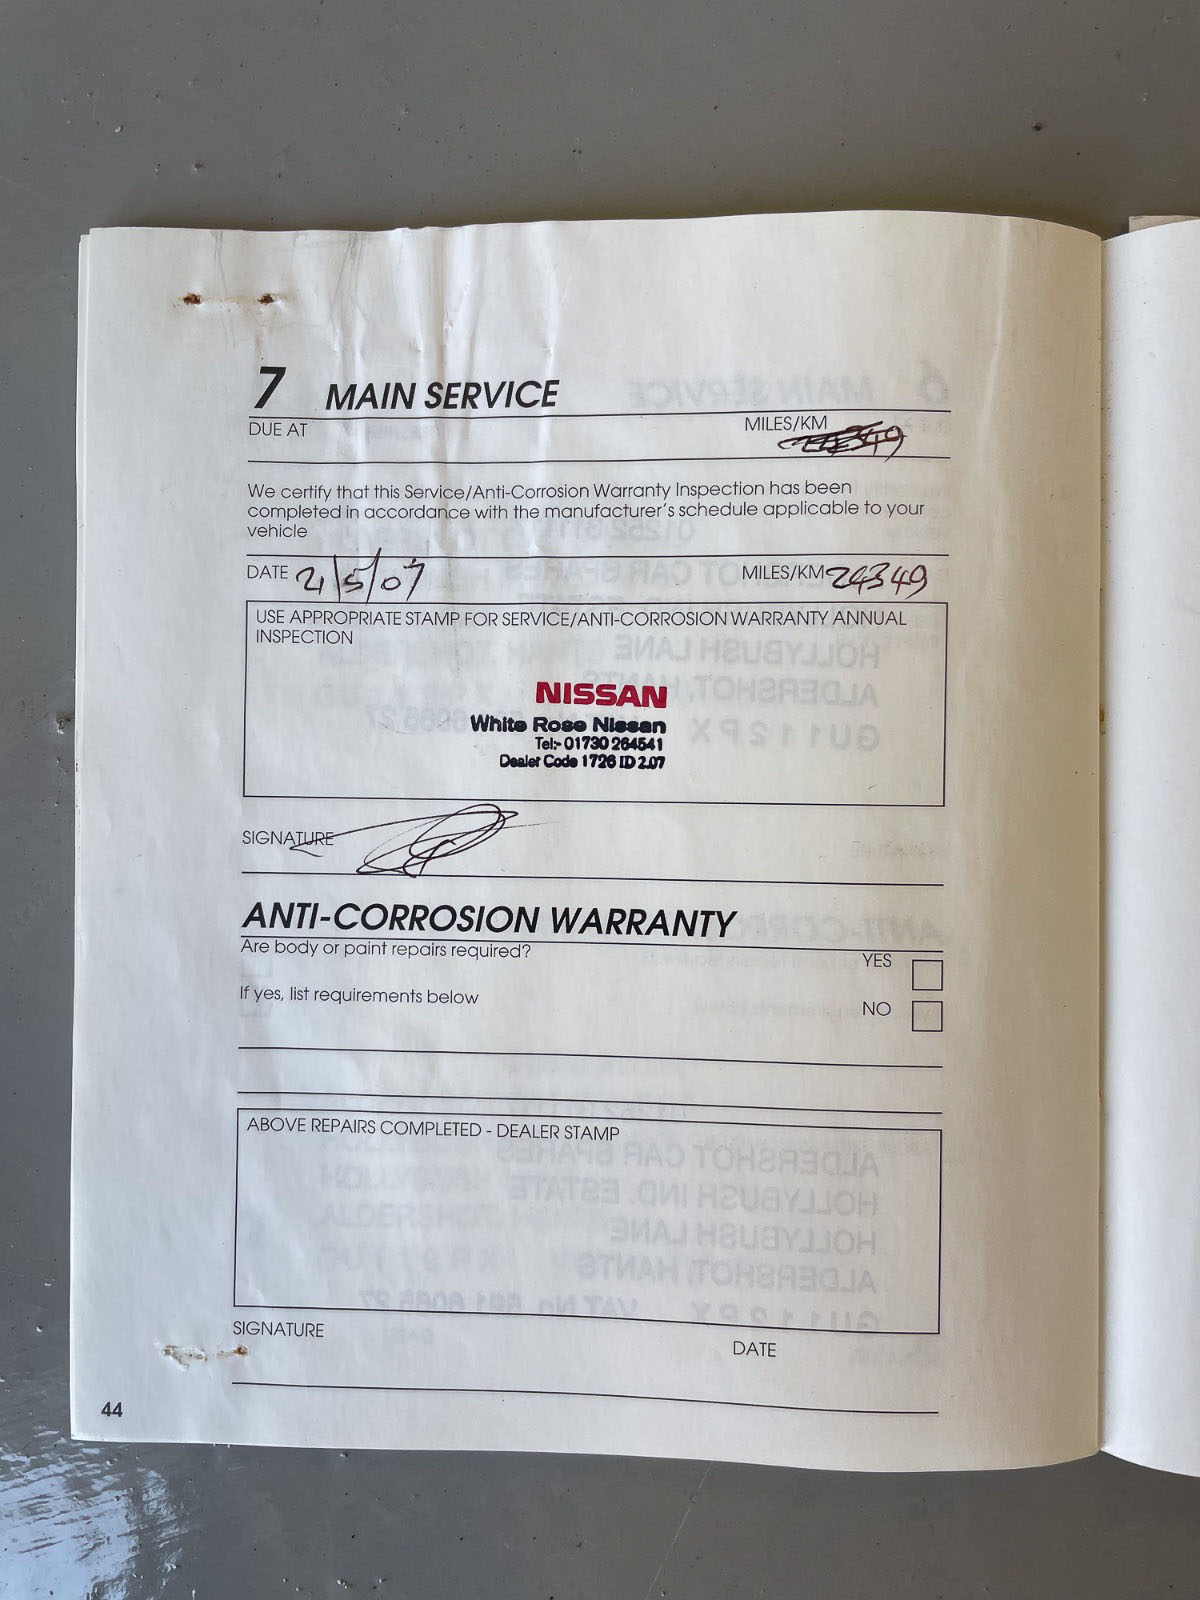 7 MAIN SERVICE
DUE AT MILES/KM
We certify that this Service/Anti-Corrosion Warranty Inspection has been
completed in accordance with the manufacturer's schedule applicable to your
vehicle
DATE 2/5/07 MILES/KM 24349
USE APPROPRIATE STAMP FOR SERVICE/ANTI-CORROSION WARRANTY ANNUAL
INSPECTION
NISSAN
White Rose Nissan
Tel:- 01730 264541
Dealer Code 1726 ID 2.07
SIGNATURE
ANTI-CORROSION WARRANTY
Are body or paint repairs required?
YES
If yes, list requirements below
NO
ABOVE REPAIRS COMPLETED - DEALER STAMP
SIGNATURE
DATE
44